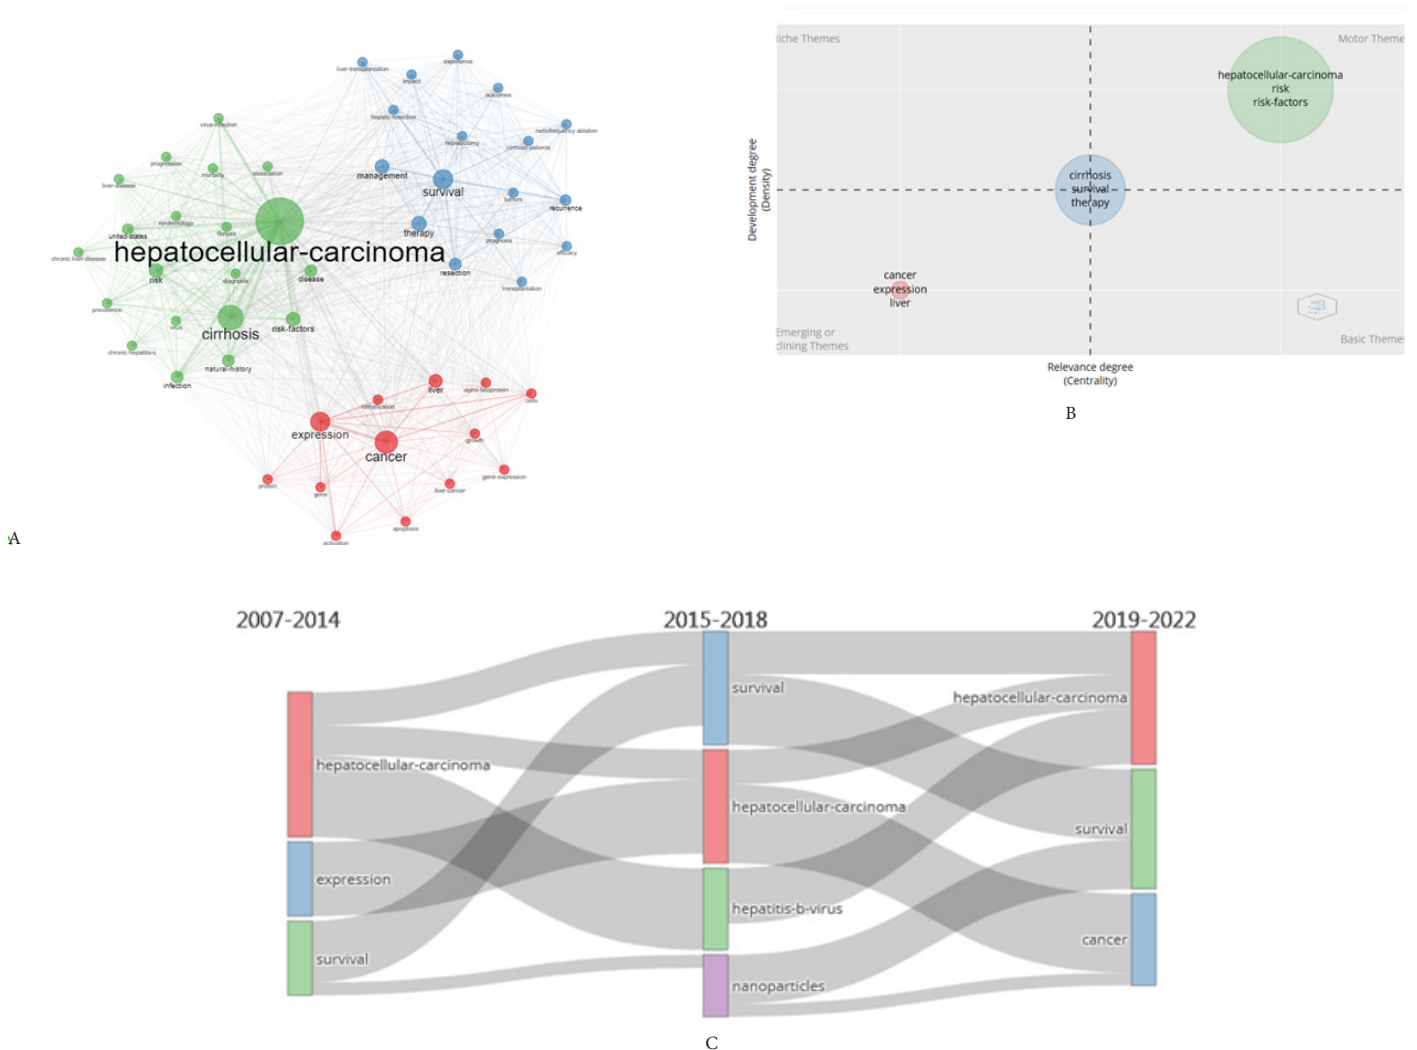 experience
liver-transplantation
impact
outcomes
hepatic-resection
virus-infection
radiofrequency ablation
hepatectomy
cirrhotic-patients
progression
mortality
association
management
liver-disease
survival
tumors
recurrence
epidemiology
fibrosis
united-states
therapy
prognosis
hepatocellular-carcinoma
chronic liver-disease
efficacy
risk
diagnosis
disease
resection
transplantation
prevalence
virus
cirrhosis
risk-factors
chronic hepatitis-c
natural-history
infection
liver
alpha-fetoprotein
cells
identification
expression
growth
cancer
gene-expression
protein
gene
liver-cancer
apoptosis
activation
A
iche Themes
Motor Theme
hepatocellular-carcinoma
risk
risk-factors
cirrhosis
survival
therapy
cancer
expression
liver
Emerging or
clining Themes
Basic Theme
Development degree
(Density)
Relevance degree
(Centrality)
B
2007-2014
2015-2018
2019-2022
hepatocellular-carcinoma
expression
survival
survival
hepatocellular-carcinoma
hepatitis-b-virus
nanoparticles
hepatocellular-carcinoma
survival
cancer
C